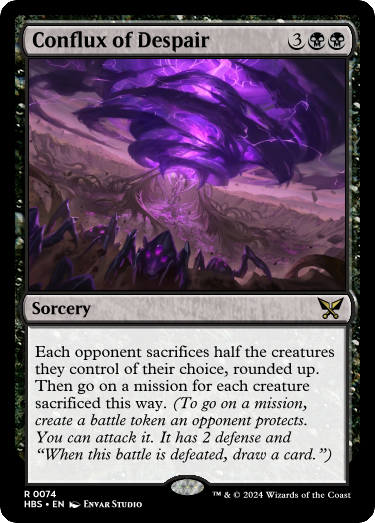 Conflux of Despair 3
Sorcery
Each opponent sacrifices half the creatures
they control of their choice, rounded up.
Then go on a mission for each creature
sacrificed this way. (To go on a mission,
create a battle token an opponent protects.
You can attack it. It has 2 defense and
“When this battle is defeated, draw a card.”)
R 0074
HBS • EN ENVAR STUDIO
™ & © 2024 Wizards of the Coast